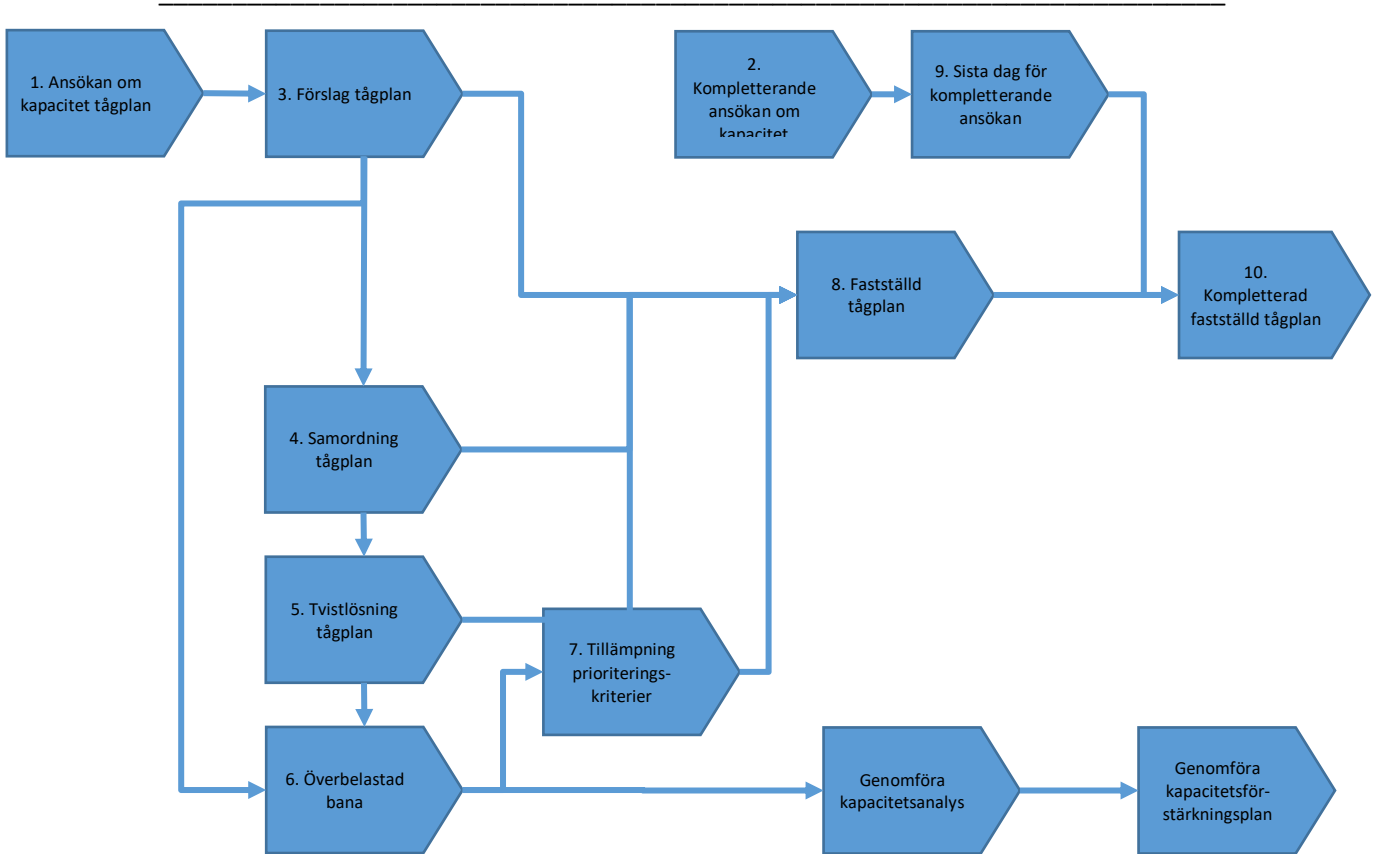 1. Ansökan om
kapacitet tågplan
3. Förslag tågplan
2.
Kompletterande
ansökan om
kapacitet
9. Sista dag för
kompletterande
ansökan
8. Fastställd
tågplan
10.
Kompletterad
fastställd tågplan
4. Samordning
tågplan
5. Tvistlösning
tågplan
7. Tillämpning
prioriterings-
kriterier
6. Överbelastad
bana
Genomföra
kapacitetsanalys
Genomföra
kapacitetsför-
stärkningsplan